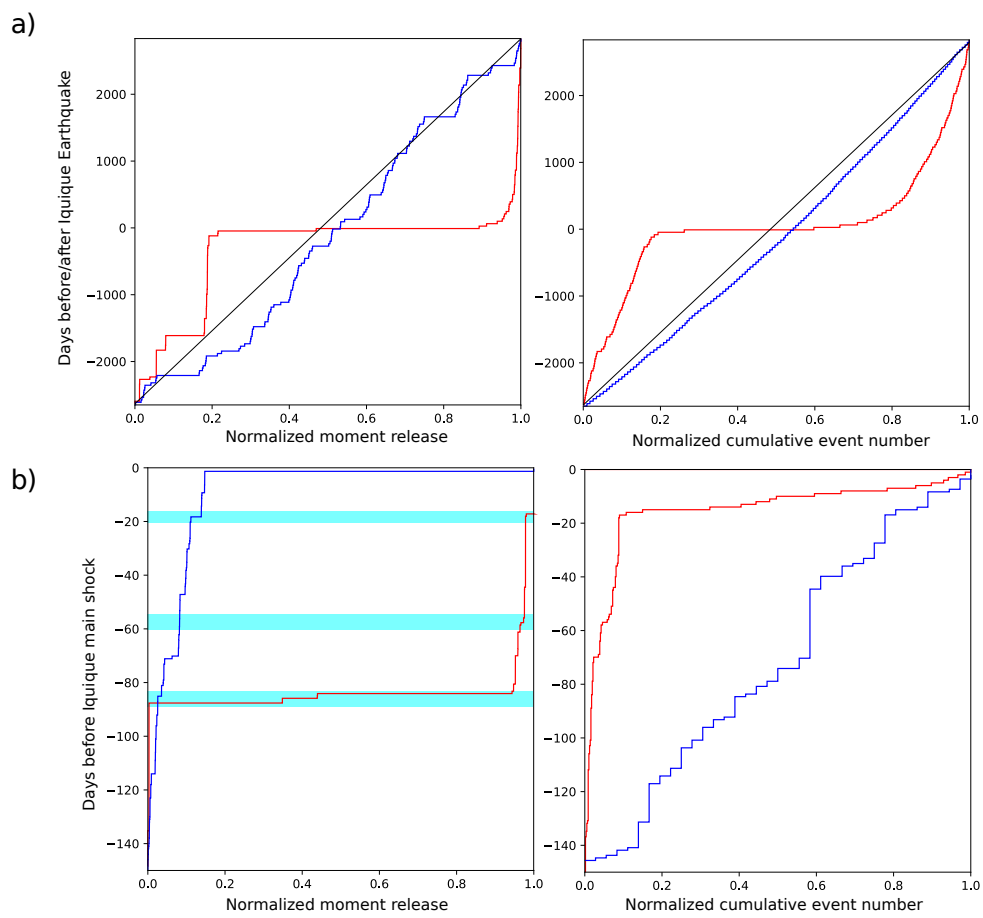 a)
Days before/after Iquique Earthquake
2000
1000
0
−1000
−2000
0.0 0.2 0.4 0.6 0.8 1.0
Normalized moment release
2000
1000
0
−1000
−2000
0.0 0.2 0.4 0.6 0.8 1.0
Normalized cumulative event number
b)
Days before Iquique main shock
0
−20
−40
−60
−80
−100
−120
−140
0.0 0.2 0.4 0.6 0.8 1.0
Normalized moment release
0
−20
−40
−60
−80
−100
−120
−140
0.0 0.2 0.4 0.6 0.8 1.0
Normalized cumulative event number